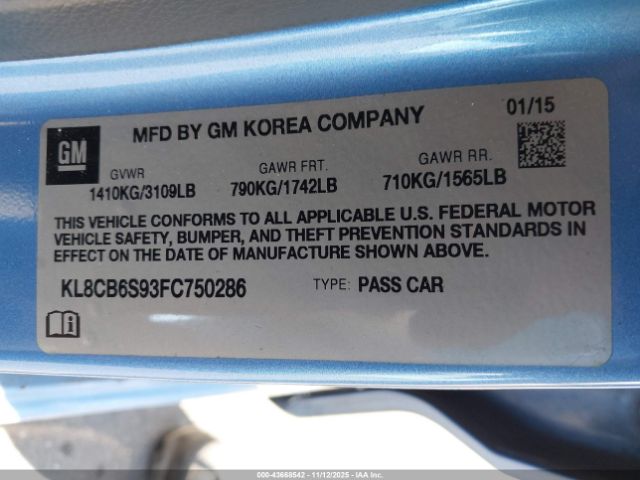 GM
MFD BY GM KOREA COMPANY 01/15
GVWR GAWR FRT. GAWR RR.
1410KG/3109LB 790KG/1742LB 710KG/1565LB
THIS VEHICLE CONFORMS TO ALL APPLICABLE U.S. FEDERAL MOTOR
VEHICLE SAFETY, BUMPER, AND THEFT PREVENTION STANDARDS IN
EFFECT ON THE DATE OF MANUFACTURE SHOWN ABOVE.
KL8CB6S93FC750286 TYPE: PASS CAR
000-43668542 - 11/12/2025 - IAA Inc.